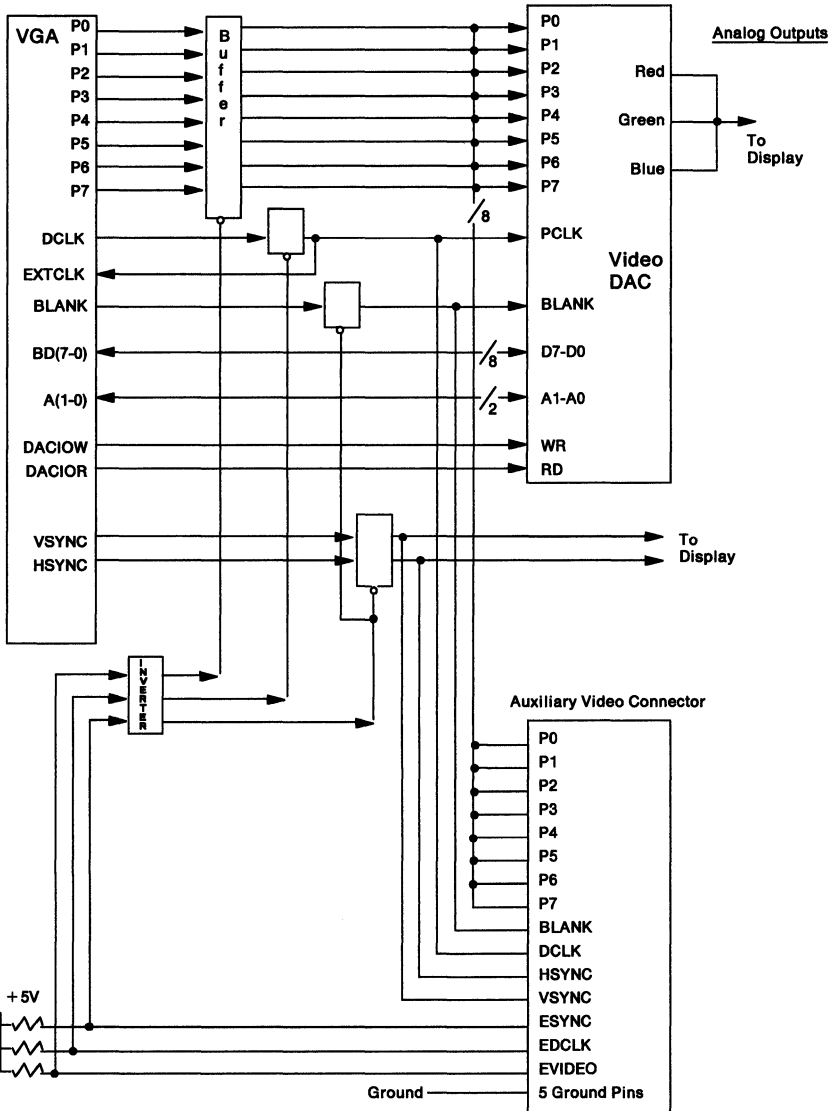 VGA
P0
P1
P2
P3
P4
P5
P6
P7
DCLK
EXTCLK
BLANK
BD(7-0)
A(1-0)
DACIOW
DACIOR
VSYNC
HSYNC
Buffer
8
8
2
P0
P1
P2
P3
P4
P5
P6
P7
PCLK
BLANK
D7-D0
A1-A0
WR
RD
Video
DAC
Red
Green
Blue
Analog Outputs
To
Display
To
Display
INVERTER
Auxiliary Video Connector
P0
P1
P2
P3
P4
P5
P6
P7
BLANK
DCLK
HSYNC
VSYNC
ESYNC
EDCLK
EVIDEO
5 Ground Pins
+5V
Ground